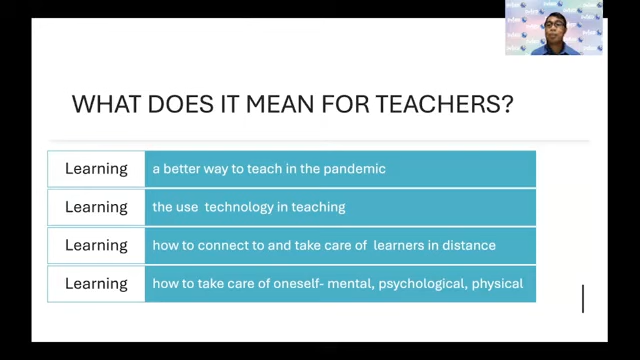 WHAT DOES IT MEAN FOR TEACHERS?
Learning a better way to teach in the pandemic
Learning the use technology in teaching
Learning how to connect to and take care of learners in distance
Learning how to take care of oneself- mental, psychological, physical